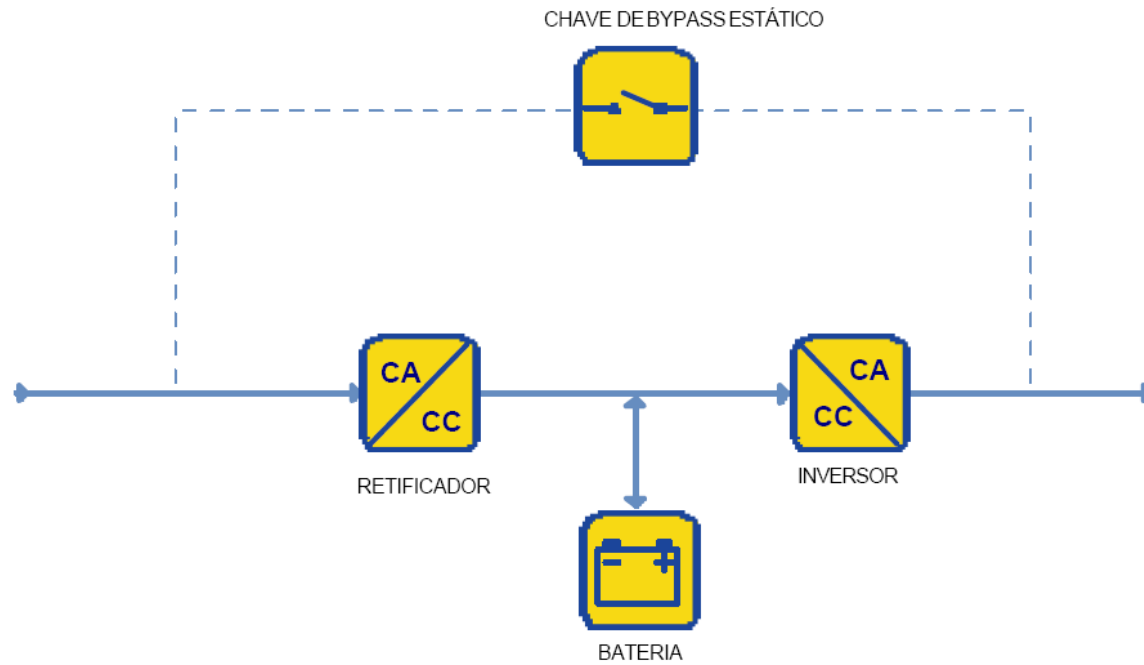 CHAVE DE BYPASS ESTÁTICO
CA
CC
CA
CC
RETIFICADOR
INVERSOR
BATERIA